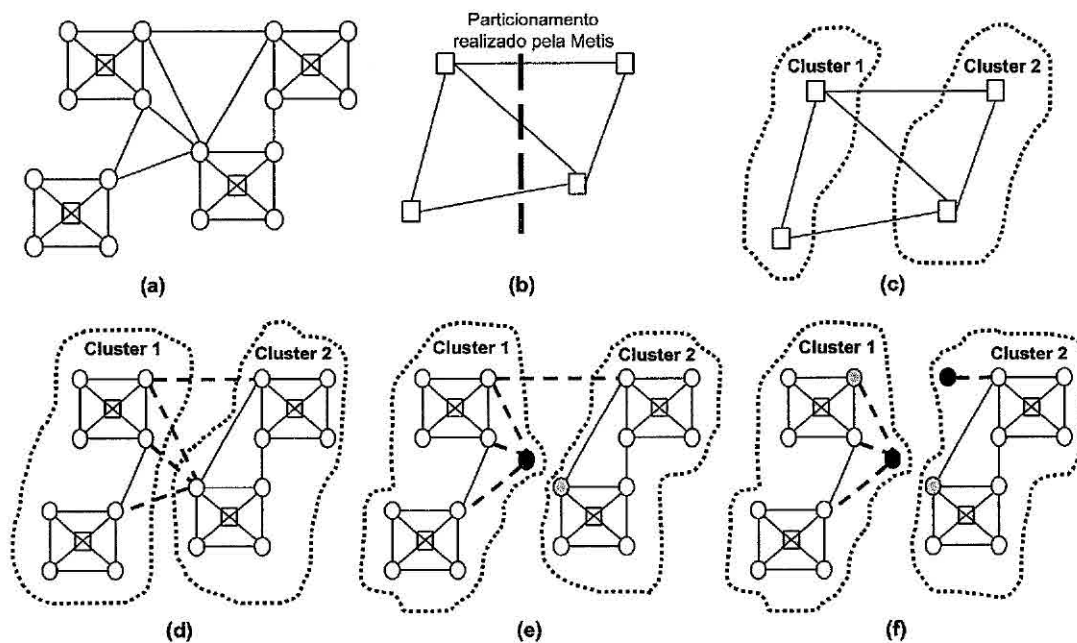 Particionamento
realizado pela Metis
Cluster 1
Cluster 2
(a)
(b)
(c)
Cluster 1
Cluster 2
Cluster 1
Cluster 2
Cluster 1
Cluster 2
(d)
(e)
(f)